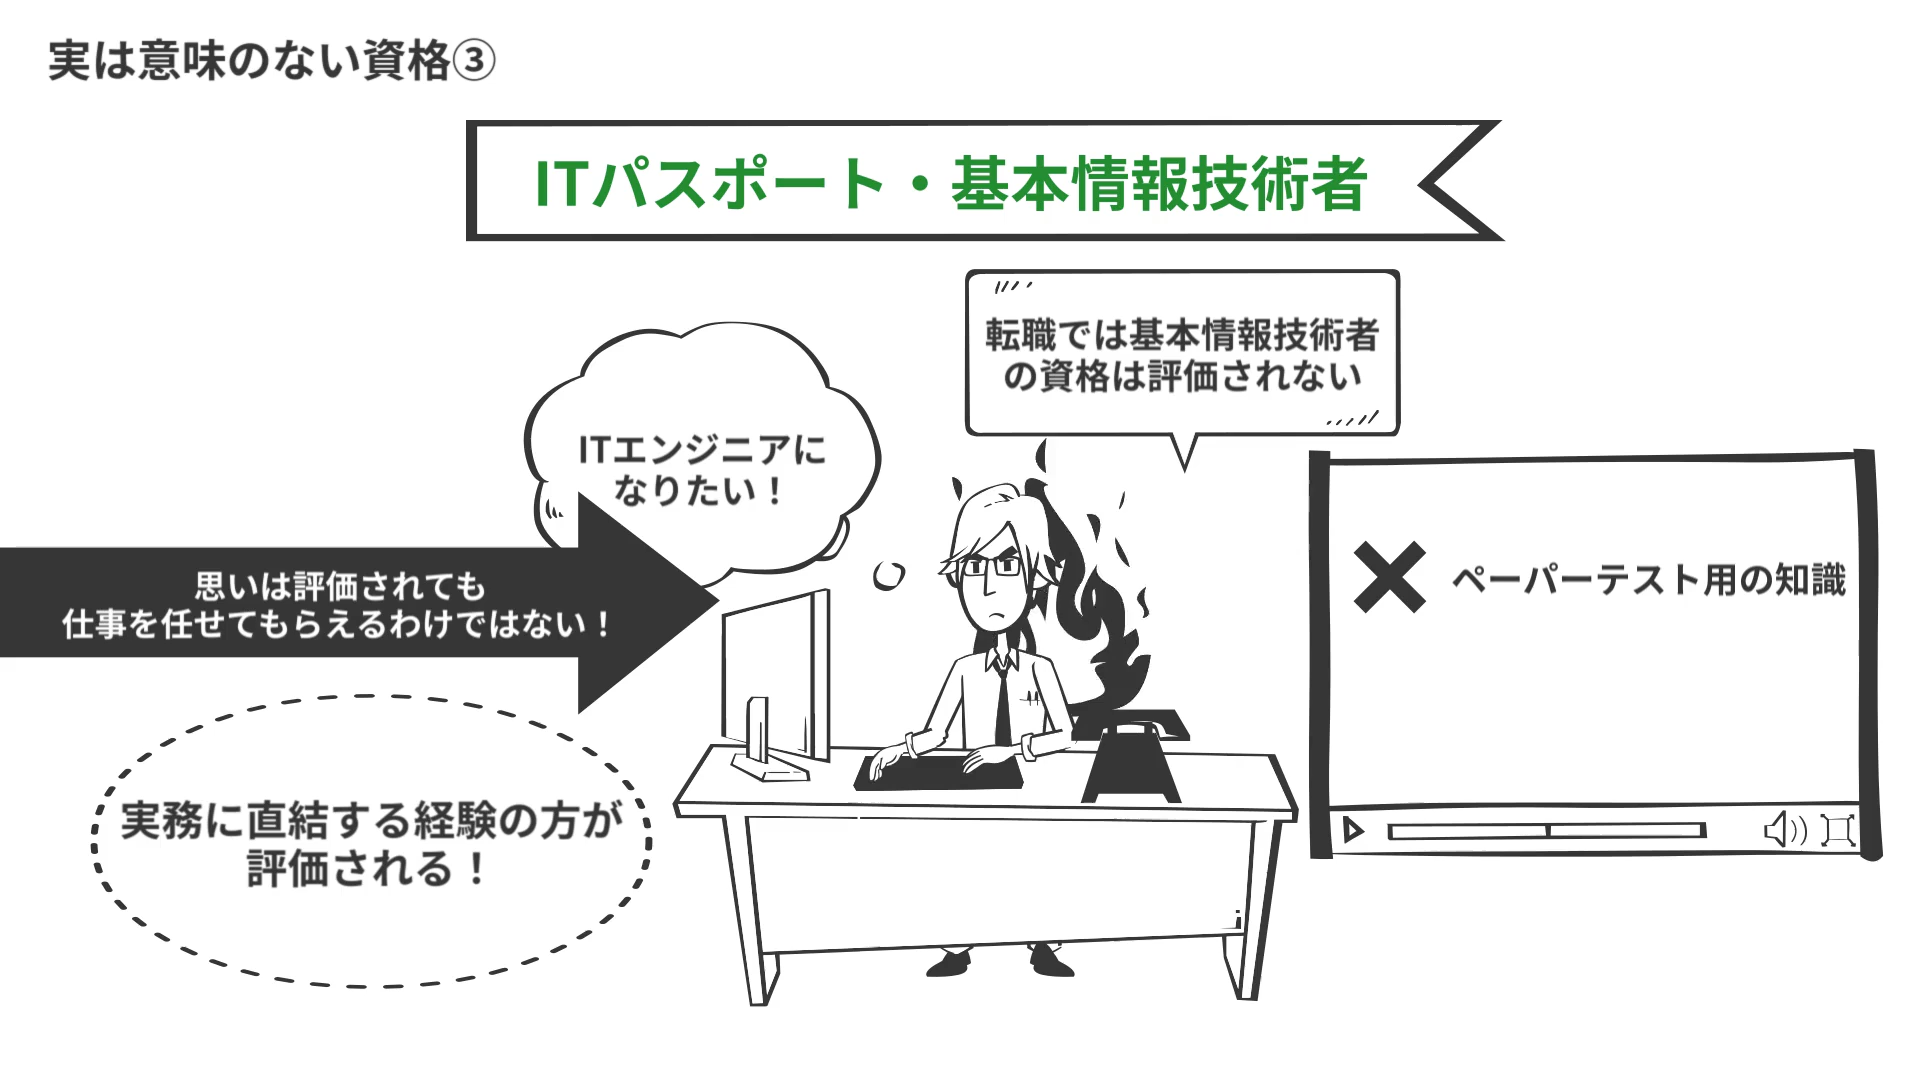 実は意味のない資格③
ITパスポート・基本情報技術者
転職では基本情報技術者
の資格は評価されない
ITエンジニアに
なりたい！
思いは評価されても
仕事を任せてもらえるわけではない！
ペーパーテスト用の知識
実務に直結する経験の方が
評価される！